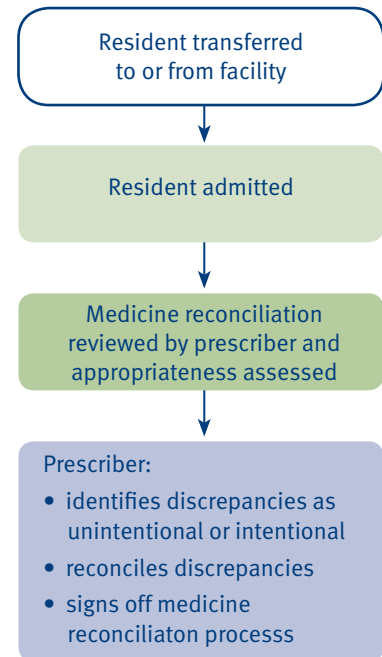 Resident transferred
to or from facility
Resident admitted
Medicine reconciliation
reviewed by prescriber and
appropriateness assessed
Prescriber:
• identifies discrepancies as
unintentional or intentional
• reconciles discrepancies
• signs off medicine
reconciliaton processs